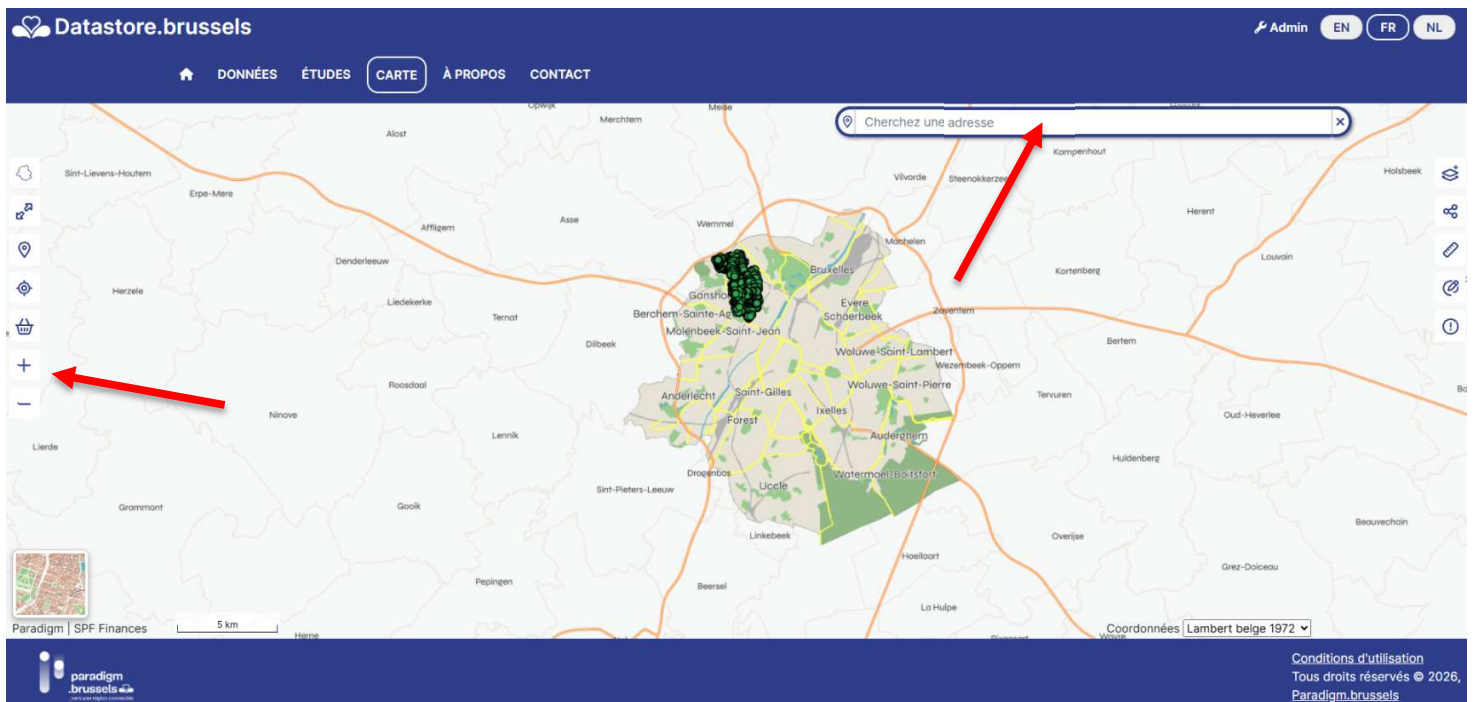 Datastore.brussels
Admin EN FR NL
DONNÉES ÉTUDES CARTE À PROPOS CONTACT
Opwijk
Meise
Merchtem
Cherchez une adresse
Alost
Kampenhout
Sint-Lievens-Houtem
Vilvorde
Holsbeek
Erpe-Mere
Herent
Asse
Wemmel
Affligem
Machelen
Louvain
Denderleeuw
Bruxelles
Kortenberg
Herzele
Liedekerke
Evere
Ternat
Schaerbeek
Zaventem
Molenbeek-Saint-Jean
Dilbeek
Bertem
Woluwe-Saint-Lambert
Wezembeek-Oppem
Roosdaal
Woluwe-Saint-Pierre
Anderlecht
Saint-Gilles
Tervuren
Ninove
Ixelles
Oud-Heverlee
Forest
Lennik
Auderghem
Lierde
Huldenberg
Drogenbos
Watermael-Boitsfort
Sint-Pieters-Leeuw
Uccle
Grammont
Gooik
Beauvechain
Linkebeek
Overijse
Hoeilaart
Grez-Doiceau
Pepingen
Beersel
La Hulpe
Paradigm | SPF Finances
5 km
Coordonnées Lambert belge 1972
Herne
Wavre
paradigm
.brussels
Conditions d'utilisation
Tous droits réservés © 2026,
Paradigm.brussels